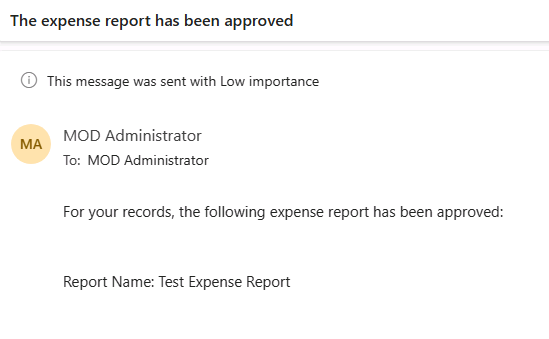 The expense report has been approved
This message was sent with Low importance
MA
MOD Administrator
To: MOD Administrator
For your records, the following expense report has been approved:
Report Name: Test Expense Report